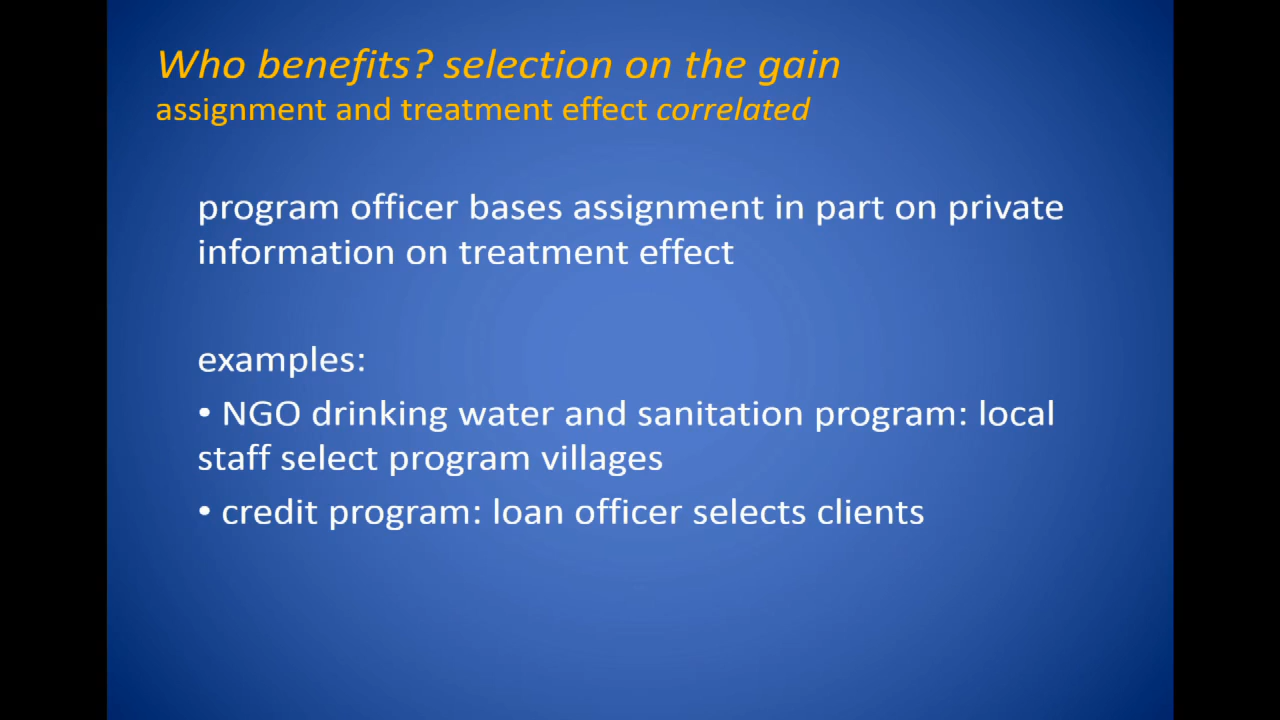 Who benefits? selection on the gain
assignment and treatment effect correlated
program officer bases assignment in part on private
information on treatment effect
examples:
• NGO drinking water and sanitation program: local
staff select program villages
• credit program: loan officer selects clients